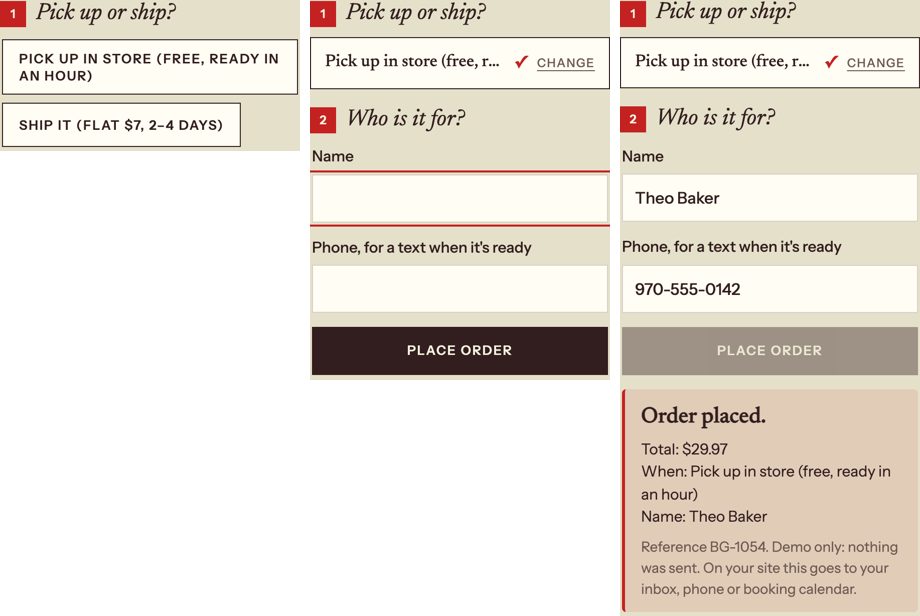 1 Pick up or ship?
PICK UP IN STORE (FREE, READY IN
AN HOUR)
SHIP IT (FLAT $7, 2–4 DAYS)
1 Pick up or ship?
Pick up in store (free, r... ✓ CHANGE
2 Who is it for?
Name
Phone, for a text when it's ready
PLACE ORDER
1 Pick up or ship?
Pick up in store (free, r... ✓ CHANGE
2 Who is it for?
Name
Theo Baker
Phone, for a text when it's ready
970-555-0142
PLACE ORDER
Order placed.
Total: $29.97
When: Pick up in store (free, ready in
an hour)
Name: Theo Baker
Reference BG-1054. Demo only: nothing
was sent. On your site this goes to your
inbox, phone or booking calendar.